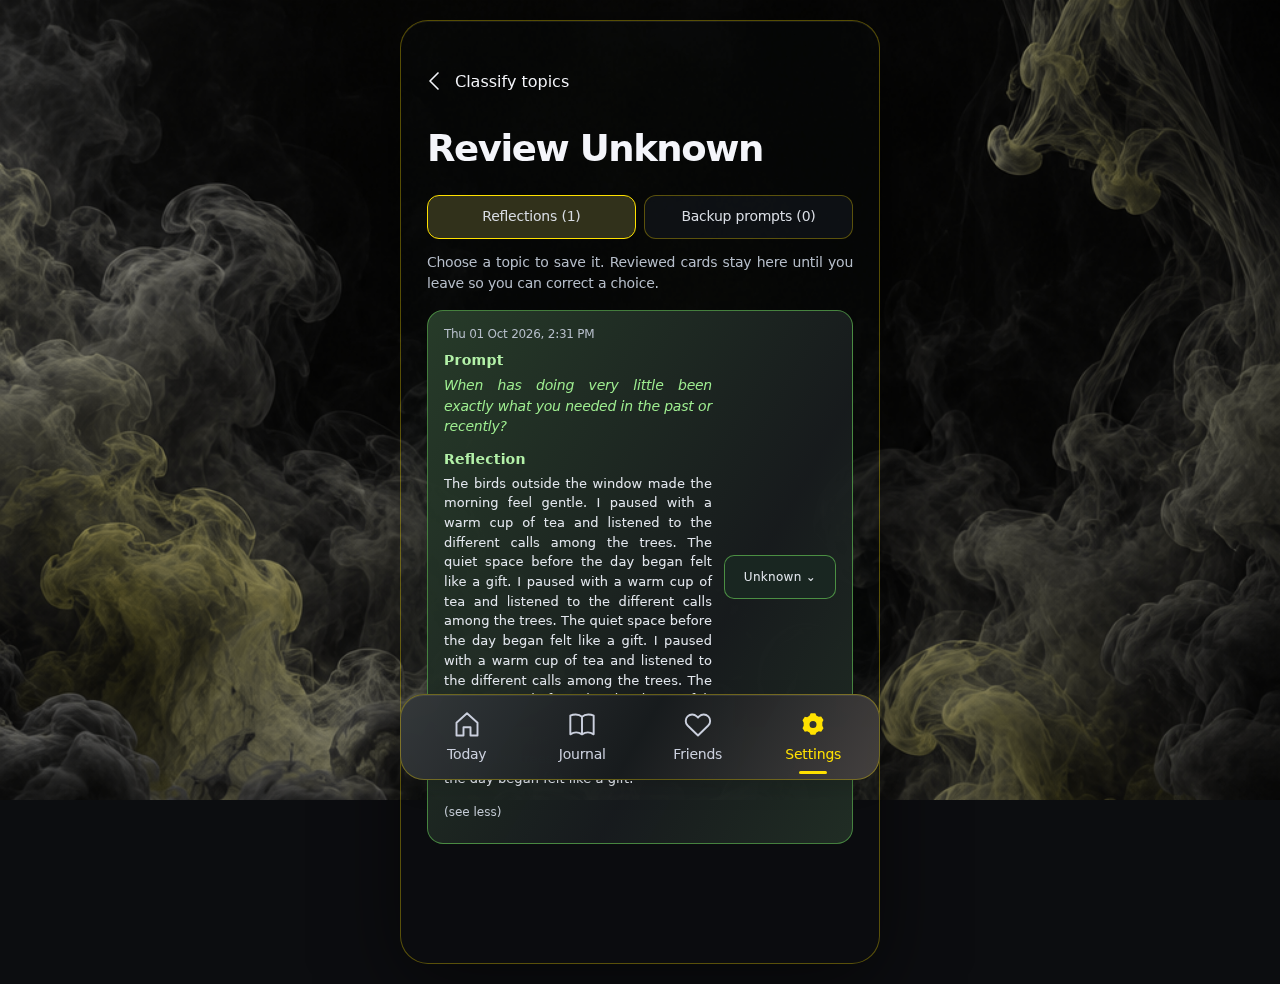 Classify topics
Review Unknown
Reflections (1)
Backup prompts (0)
Choose a topic to save it. Reviewed cards stay here until you
leave so you can correct a choice.
Thu 01 Oct 2026, 2:31 PM
Prompt
When has doing very little been
exactly what you needed in the past or
recently?
Reflection
The birds outside the window made the
morning feel gentle. I paused with a
warm cup of tea and listened to the
different calls among the trees. The
quiet space before the day began felt
like a gift. I paused with a warm cup of
tea and listened to the different calls
among the trees. The quiet space before
the day began felt like a gift. I paused
with a warm cup of tea and listened to
the different calls among the trees. The
Unknown ⌄
Today
Journal
Friends
Settings
the day began felt like a gift.
(see less)